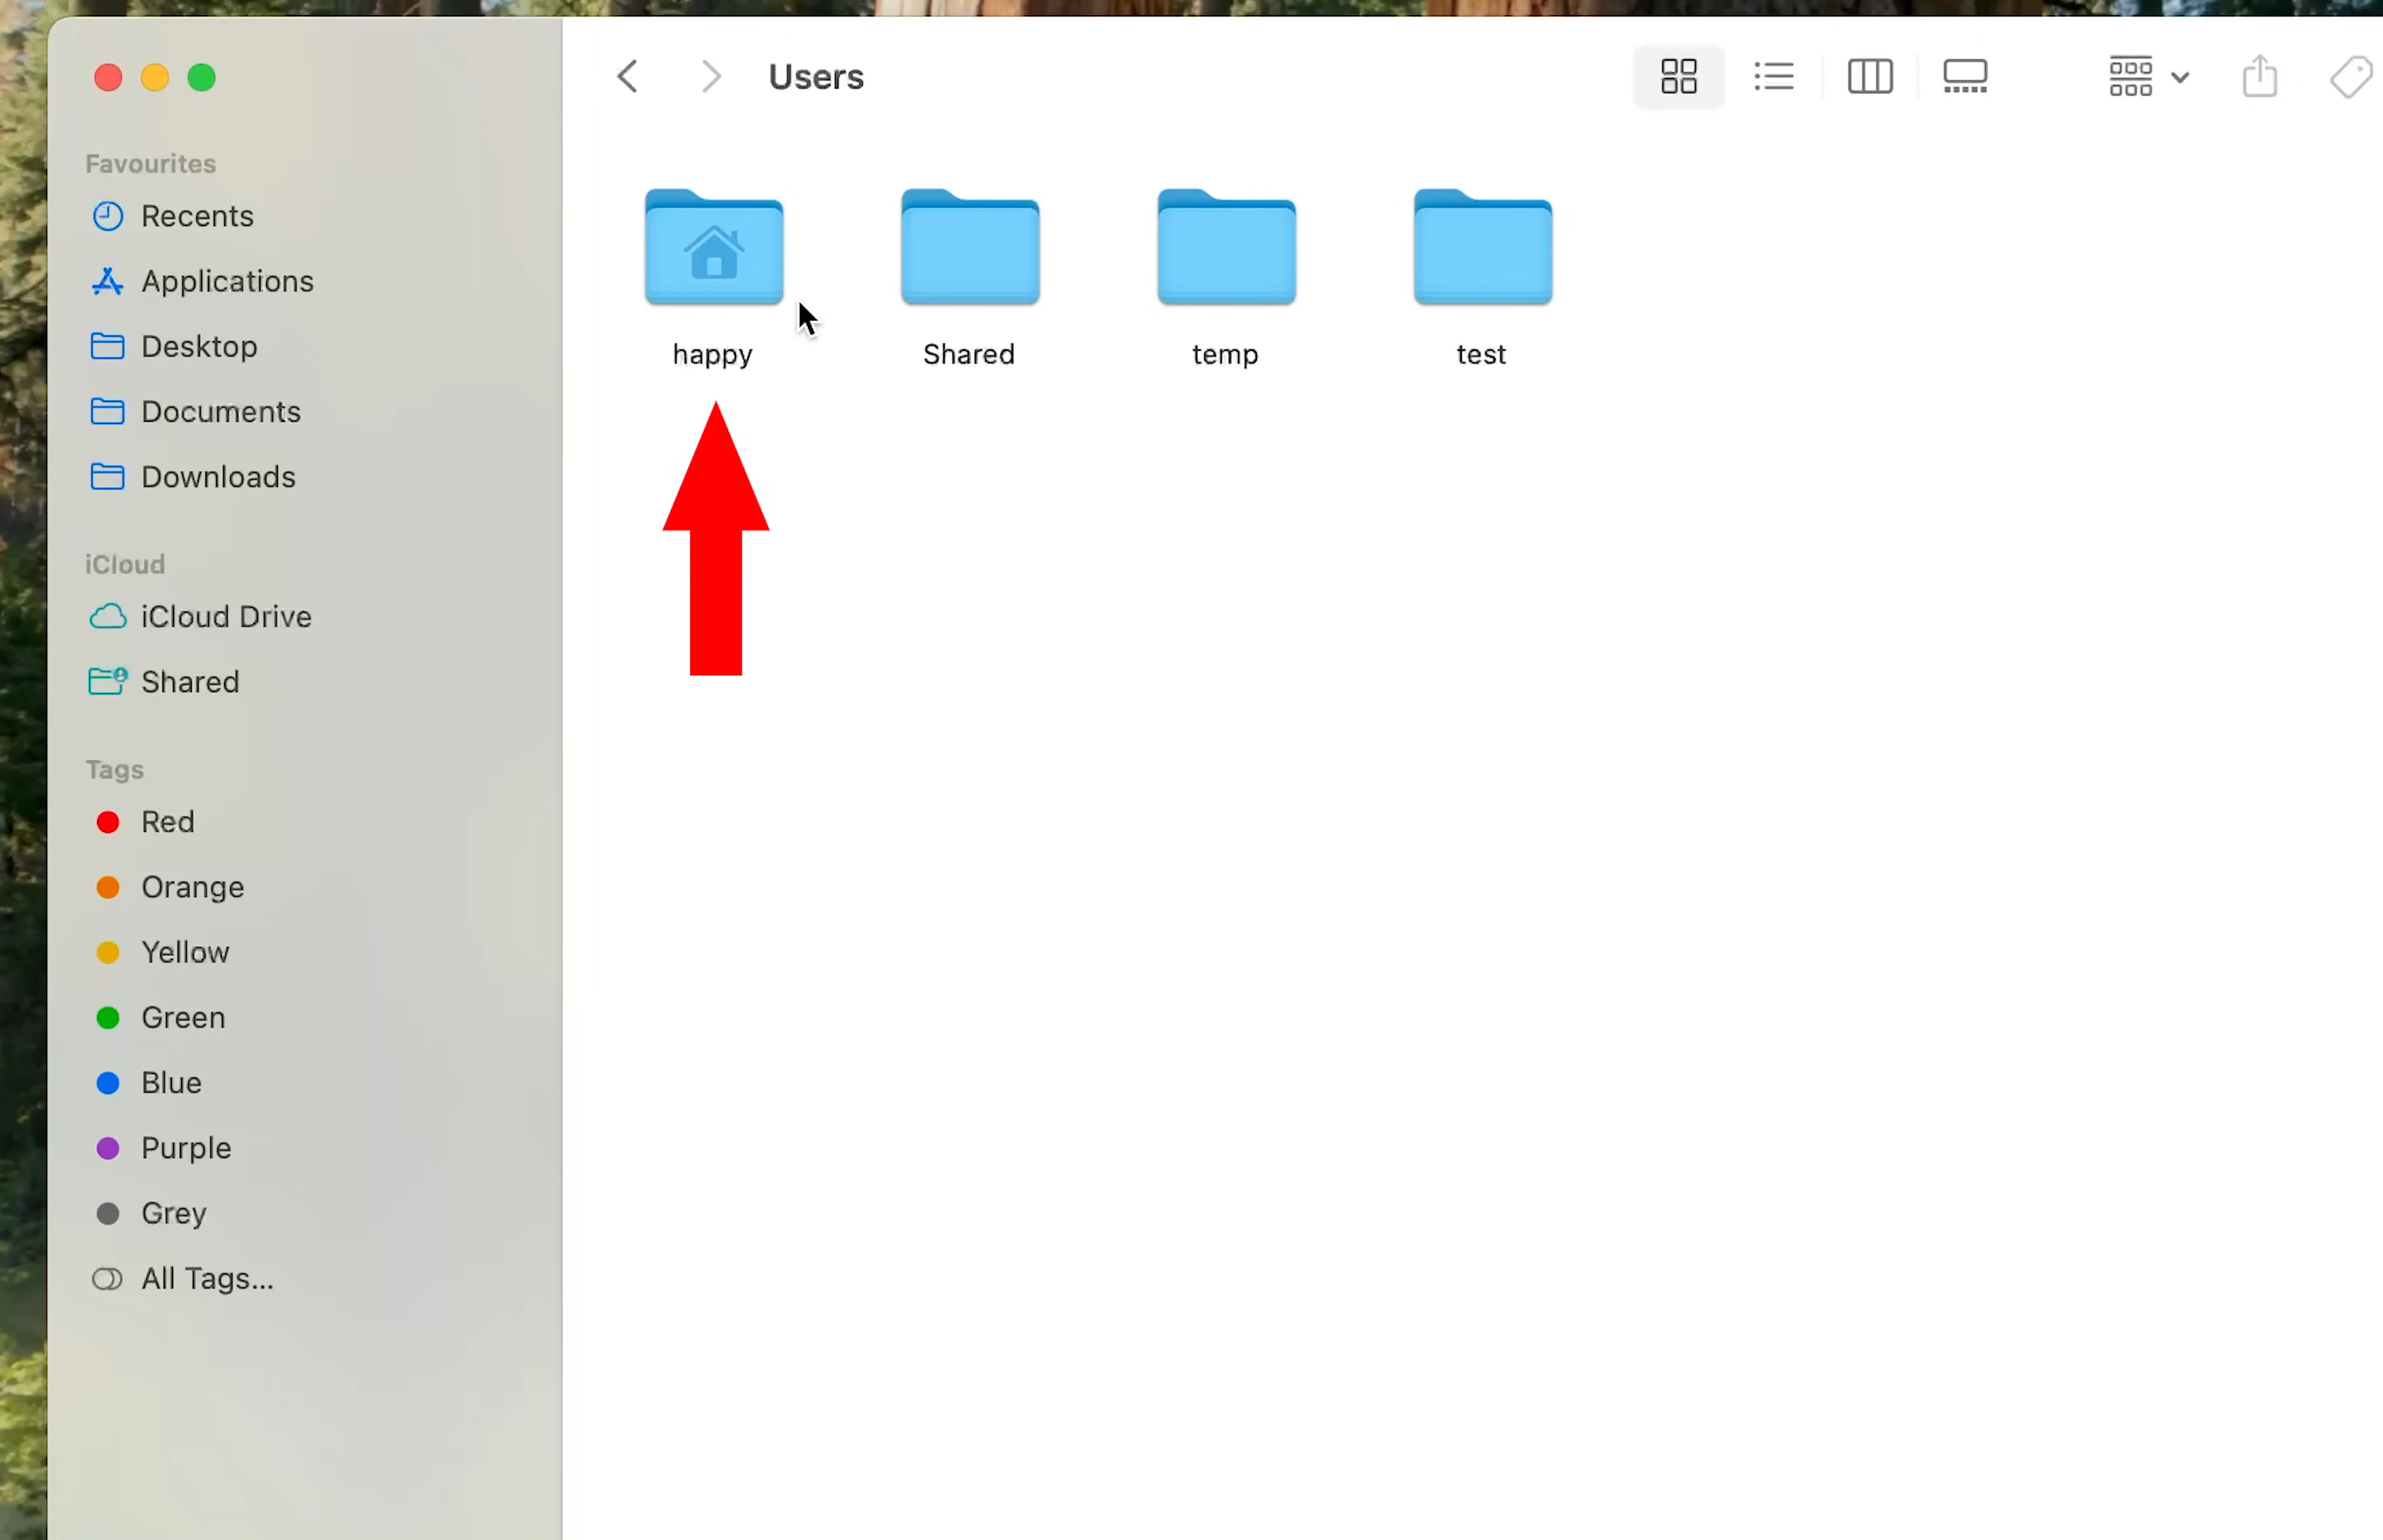 Users
Favourites
Recents
Applications
Desktop
Documents
Downloads
iCloud
iCloud Drive
Shared
Tags
Red
Orange
Yellow
Green
Blue
Purple
Grey
All Tags...
happy
Shared
temp
test